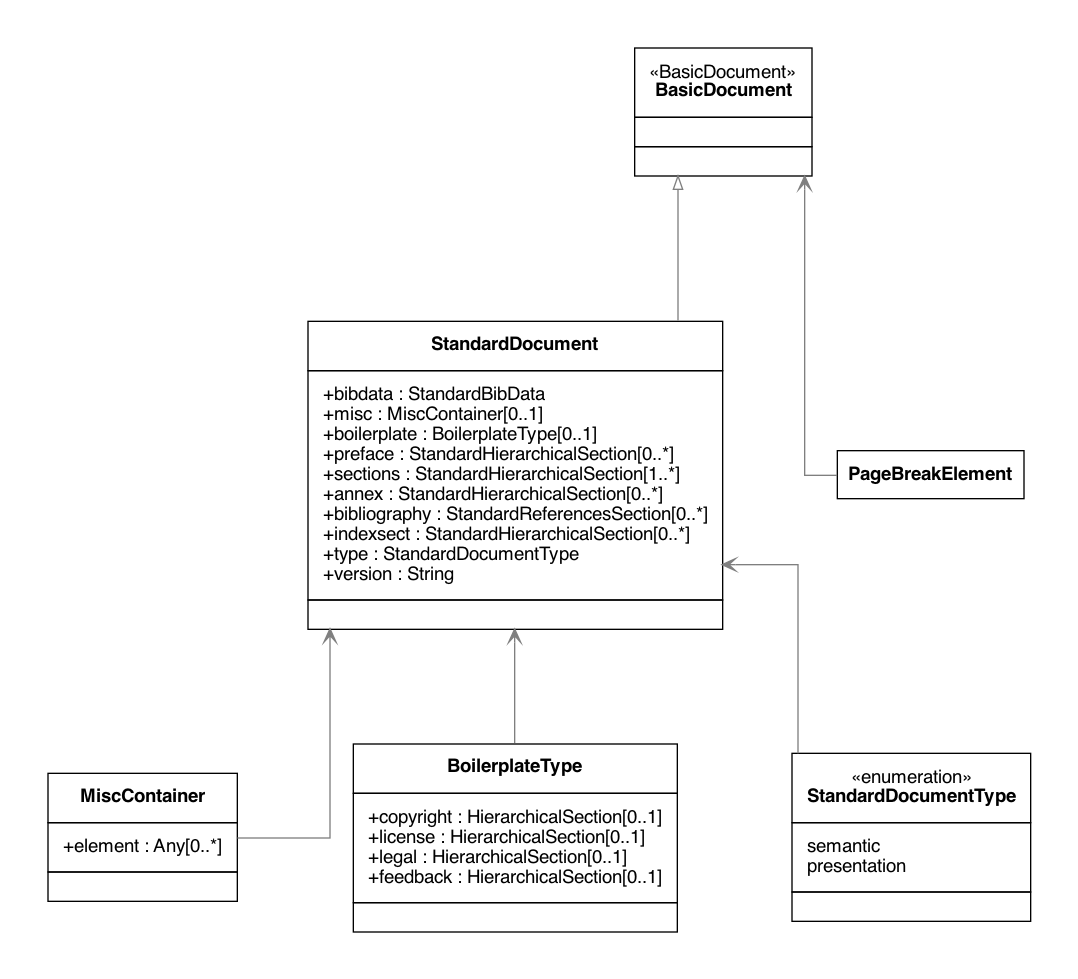 «BasicDocument»
BasicDocument
StandardDocument
+bibdata : StandardBibData
+misc : MiscContainer[0..1]
+boilerplate : BoilerplateType[0..1]
+preface : StandardHierarchicalSection[0..*]
+sections : StandardHierarchicalSection[1..*]
+annex : StandardHierarchicalSection[0..*]
+bibliography : StandardReferencesSection[0..*]
+indexsect : StandardHierarchicalSection[0..*]
+type : StandardDocumentType
+version : String
PageBreakElement
MiscContainer
+element : Any[0..*]
BoilerplateType
+copyright : HierarchicalSection[0..1]
+license : HierarchicalSection[0..1]
+legal : HierarchicalSection[0..1]
+feedback : HierarchicalSection[0..1]
«enumeration»
StandardDocumentType
semantic
presentation